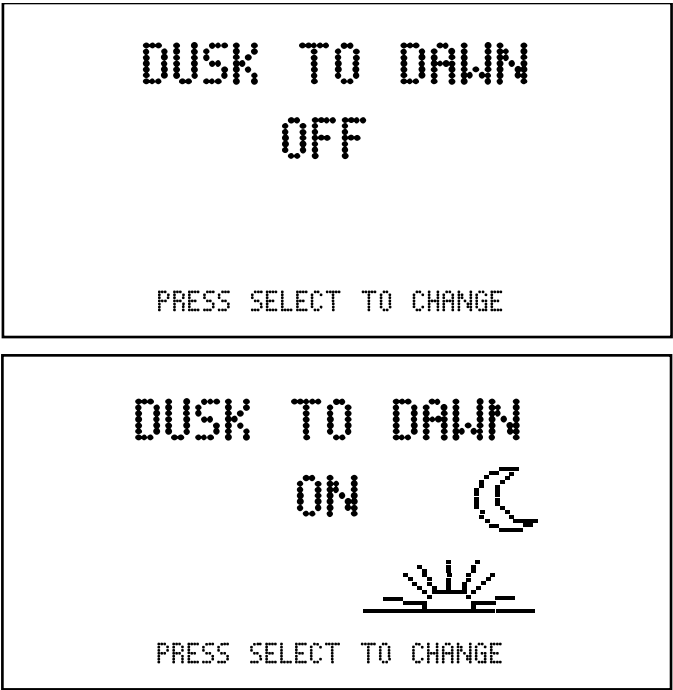 DUSK TO DAWN
OFF
PRESS SELECT TO CHANGE
DUSK TO DAWN
ON
PRESS SELECT TO CHANGE